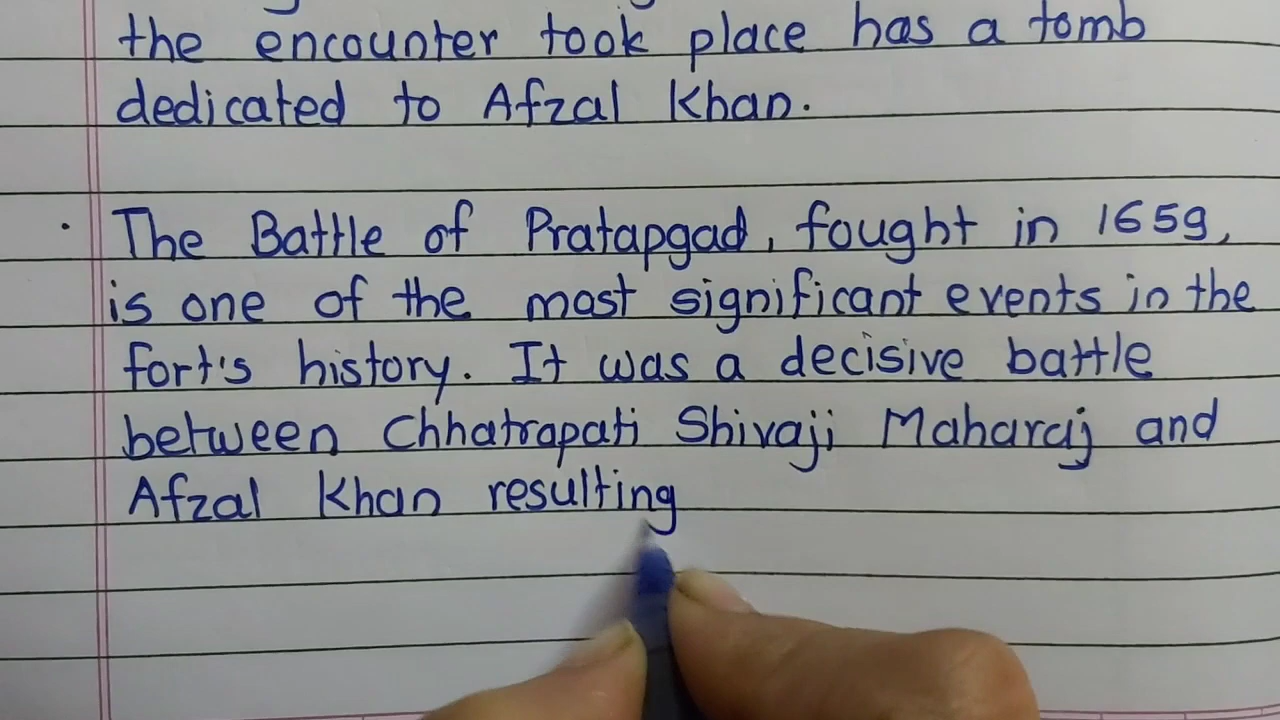 the encounter took place has a tomb
dedicated to Afzal Khan.
· The Battle of Pratapgad, fought in 1659,
is one of the most significant events in the
fort's history. It was a decisive battle
between Chhatrapati Shivaji Maharaj and
Afzal Khan resulting